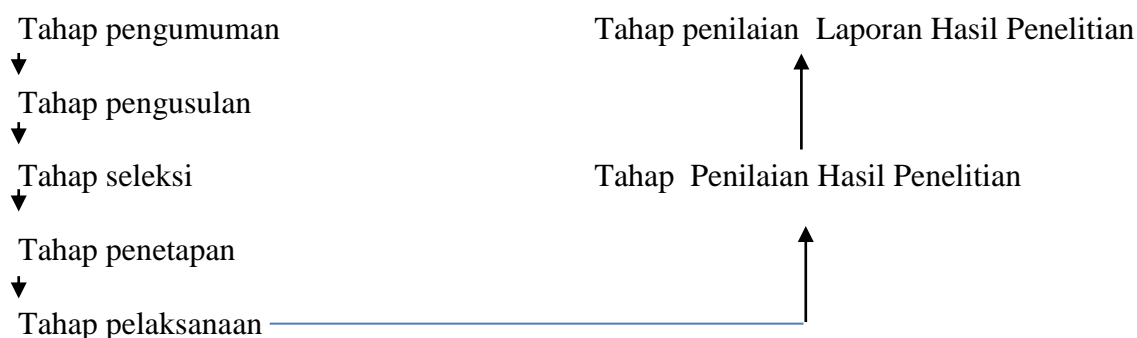 Tahap pengumuman
Tahap pengusulan
Tahap seleksi
Tahap penetapan
Tahap pelaksanaan
Tahap penilaian Laporan Hasil Penelitian
Tahap Penilaian Hasil Penelitian